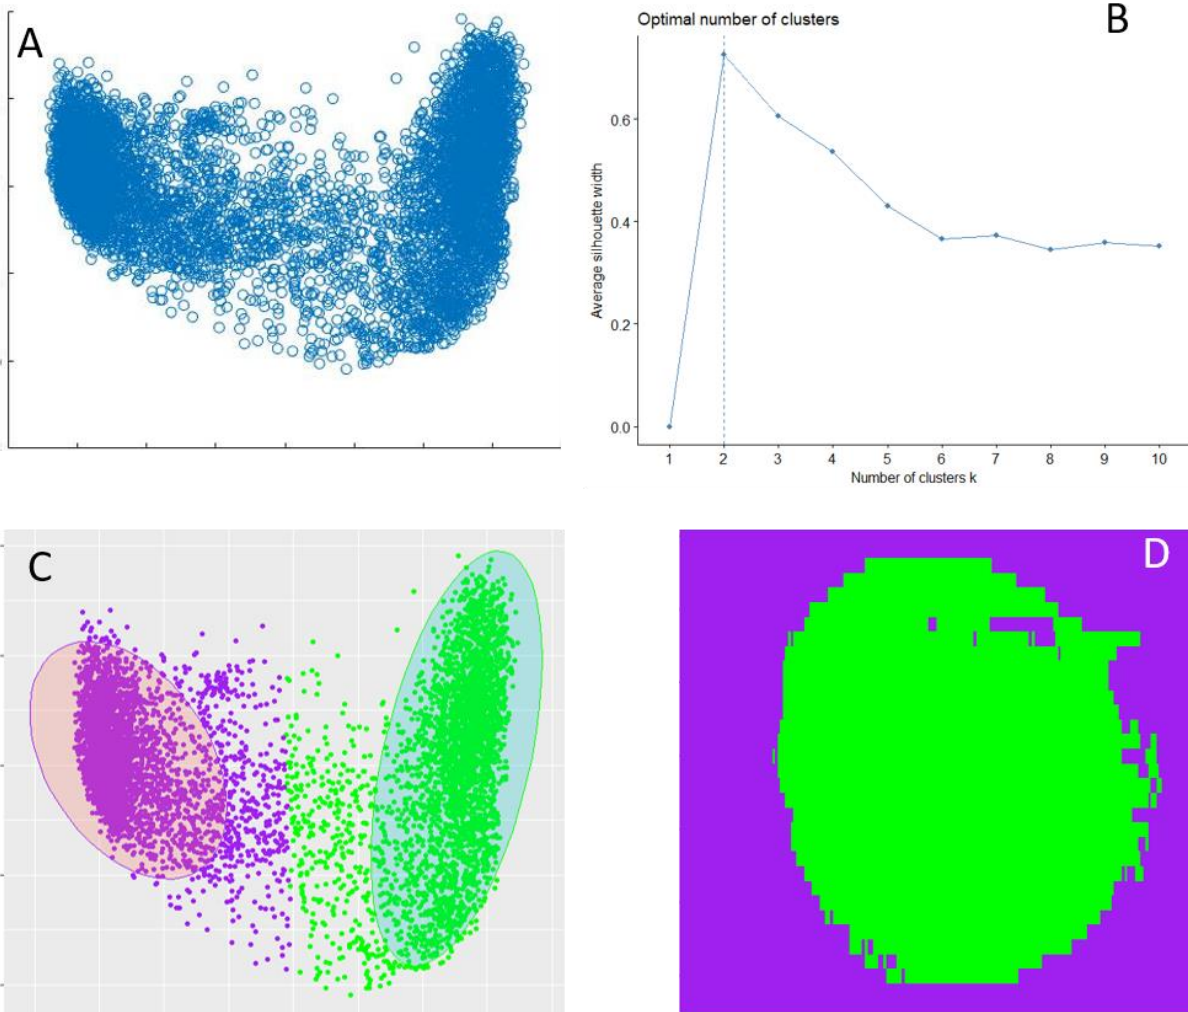 A
Optimal number of clusters
B
Average silhouette width
0.6
0.4
0.2
0.0
1 2 3 4 5 6 7 8 9 10
Number of clusters k
C
D